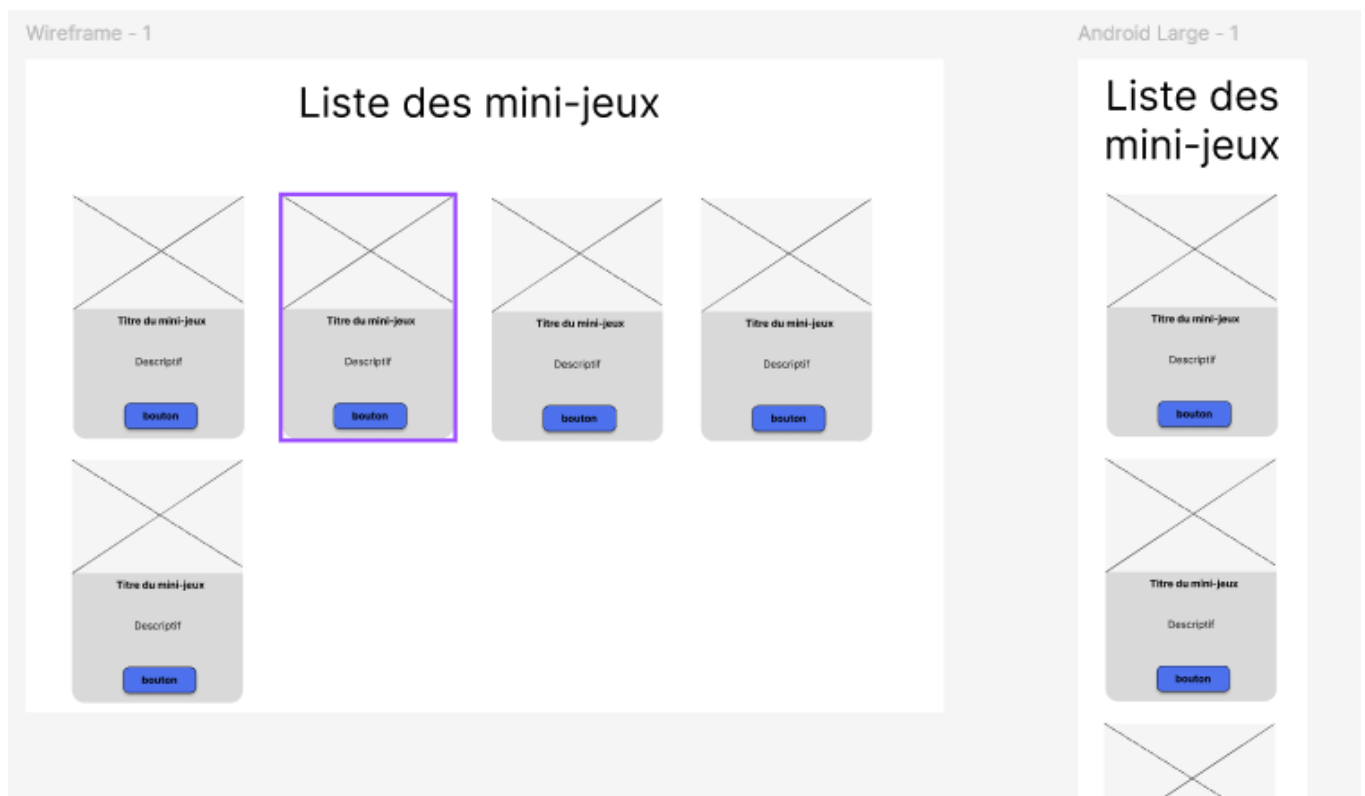 Wireframe - 1
Android Large - 1
Liste des mini-jeux
Titre du mini-jeux
Descriptif
bouton
Titre du mini-jeux
Descriptif
bouton
Titre du mini-jeux
Descriptif
bouton
Titre du mini-jeux
Descriptif
bouton
Titre du mini-jeux
Descriptif
bouton
Liste des
mini-jeux
Titre du mini-jeux
Descriptif
bouton
Titre du mini-jeux
Descriptif
bouton